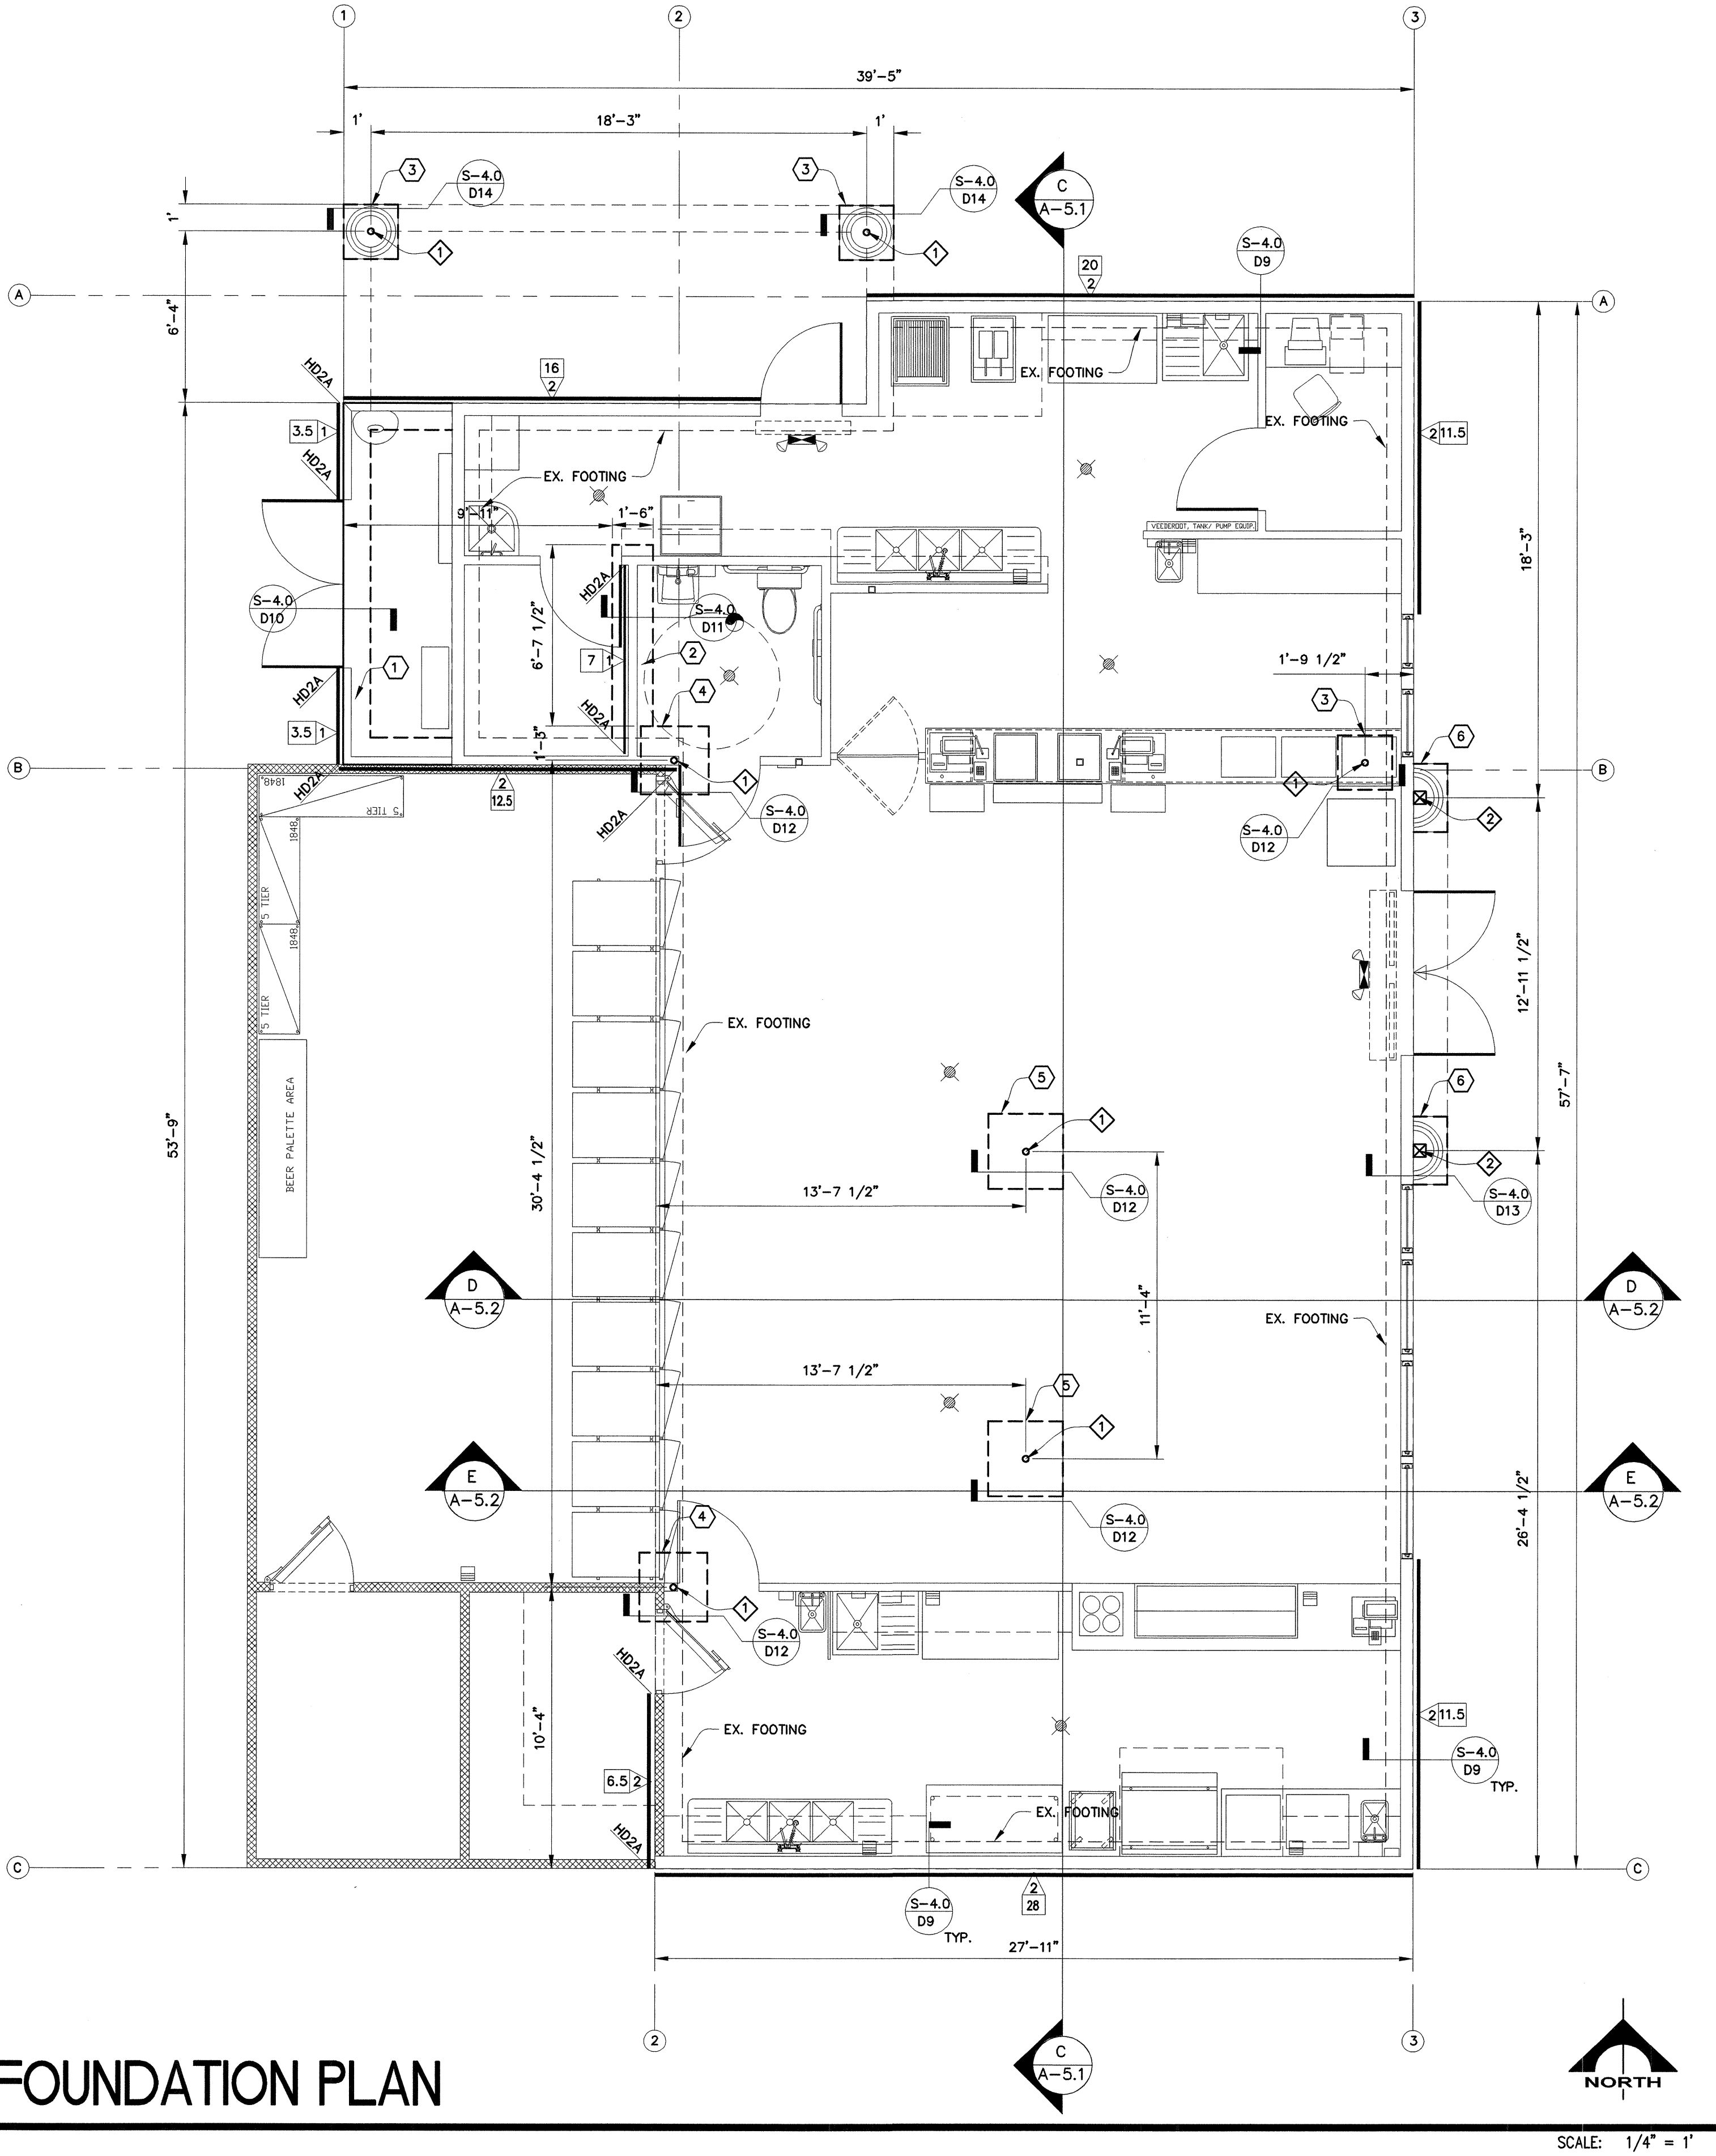 1
2
3
39'-5"
1'
18'-3"
1'
3
S-4.0
D14
3
S-4.0
D14
C
A-5.1
1'
1
1
S-4.0
D9
20
2
A
A
6'-4"
HD2A
16
2
EX. FOOTING
3.5
1
EX. FOOTING
2
11.5
HD2A
EX. FOOTING
9'-11"
1'-6"
VEEDEROOT, TANK/ PUMP EQUIP.
18'-3"
HD2A
S-4.0
D10
S-4.0
D11
6'-7 1/2"
7
1
2
1
1'-9 1/2"
HD2A
4
3
HD2A
3.5
1
1'-3"
6
B
B
1
1
HD2A
1848
5 TIER
2
12.5
HD2A
S-4.0
D12
S-4.0
D12
2
1848
5 TIER
1848
5 TIER
12'-11 1/2"
EX. FOOTING
57'-7"
53'-9"
BEER PALETTE AREA
30'-4 1/2"
5
1
6
2
13'-7 1/2"
S-4.0
D12
S-4.0
D13
D
A-5.2
D
A-5.2
11'-4"
EX. FOOTING
13'-7 1/2"
5
1
E
A-5.2
E
A-5.2
26'-4 1/2"
4
S-4.0
D12
1
S-4.0
D12
HD2A
10'-4"
EX. FOOTING
2
11.5
S-4.0
D9
TYP.
6.5
2
EX. FOOTING
HD2A
C
C
2
28
S-4.0
D9
TYP.
27'-11"
2
3
C
A-5.1
FOUNDATION PLAN
NORTH
SCALE: 1/4" = 1'